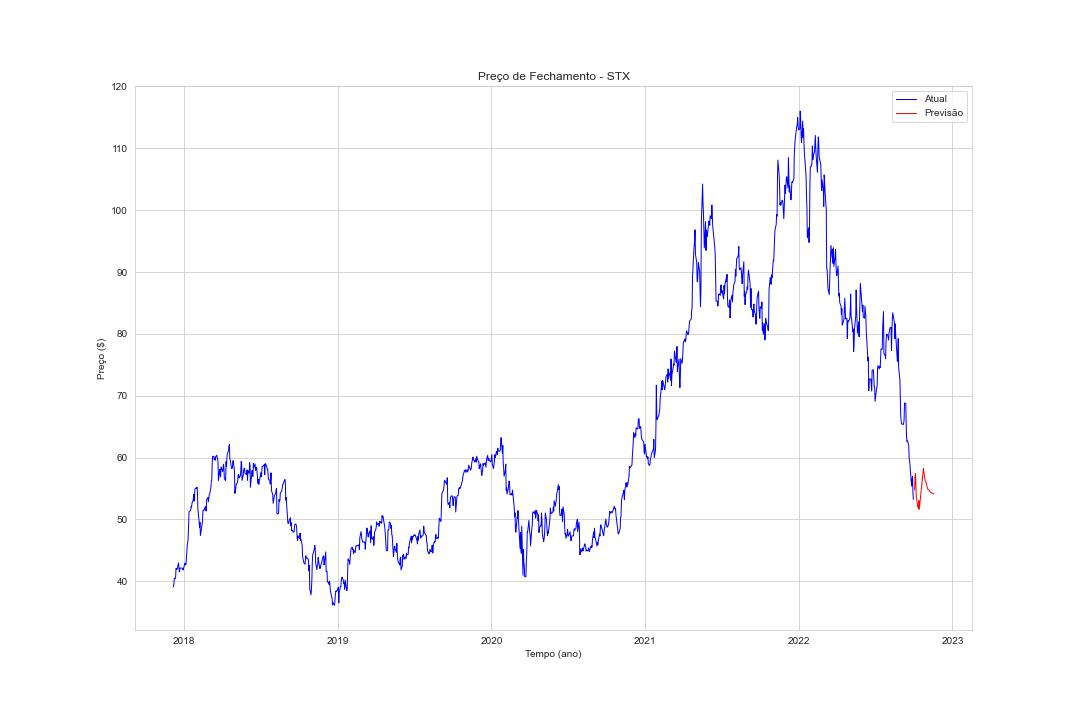 Preço de Fechamento - STX
Atual
Previsão
120
110
100
90
80
70
60
50
40
Preço ($)
2018 2019 2020 2021 2022 2023
Tempo (ano)